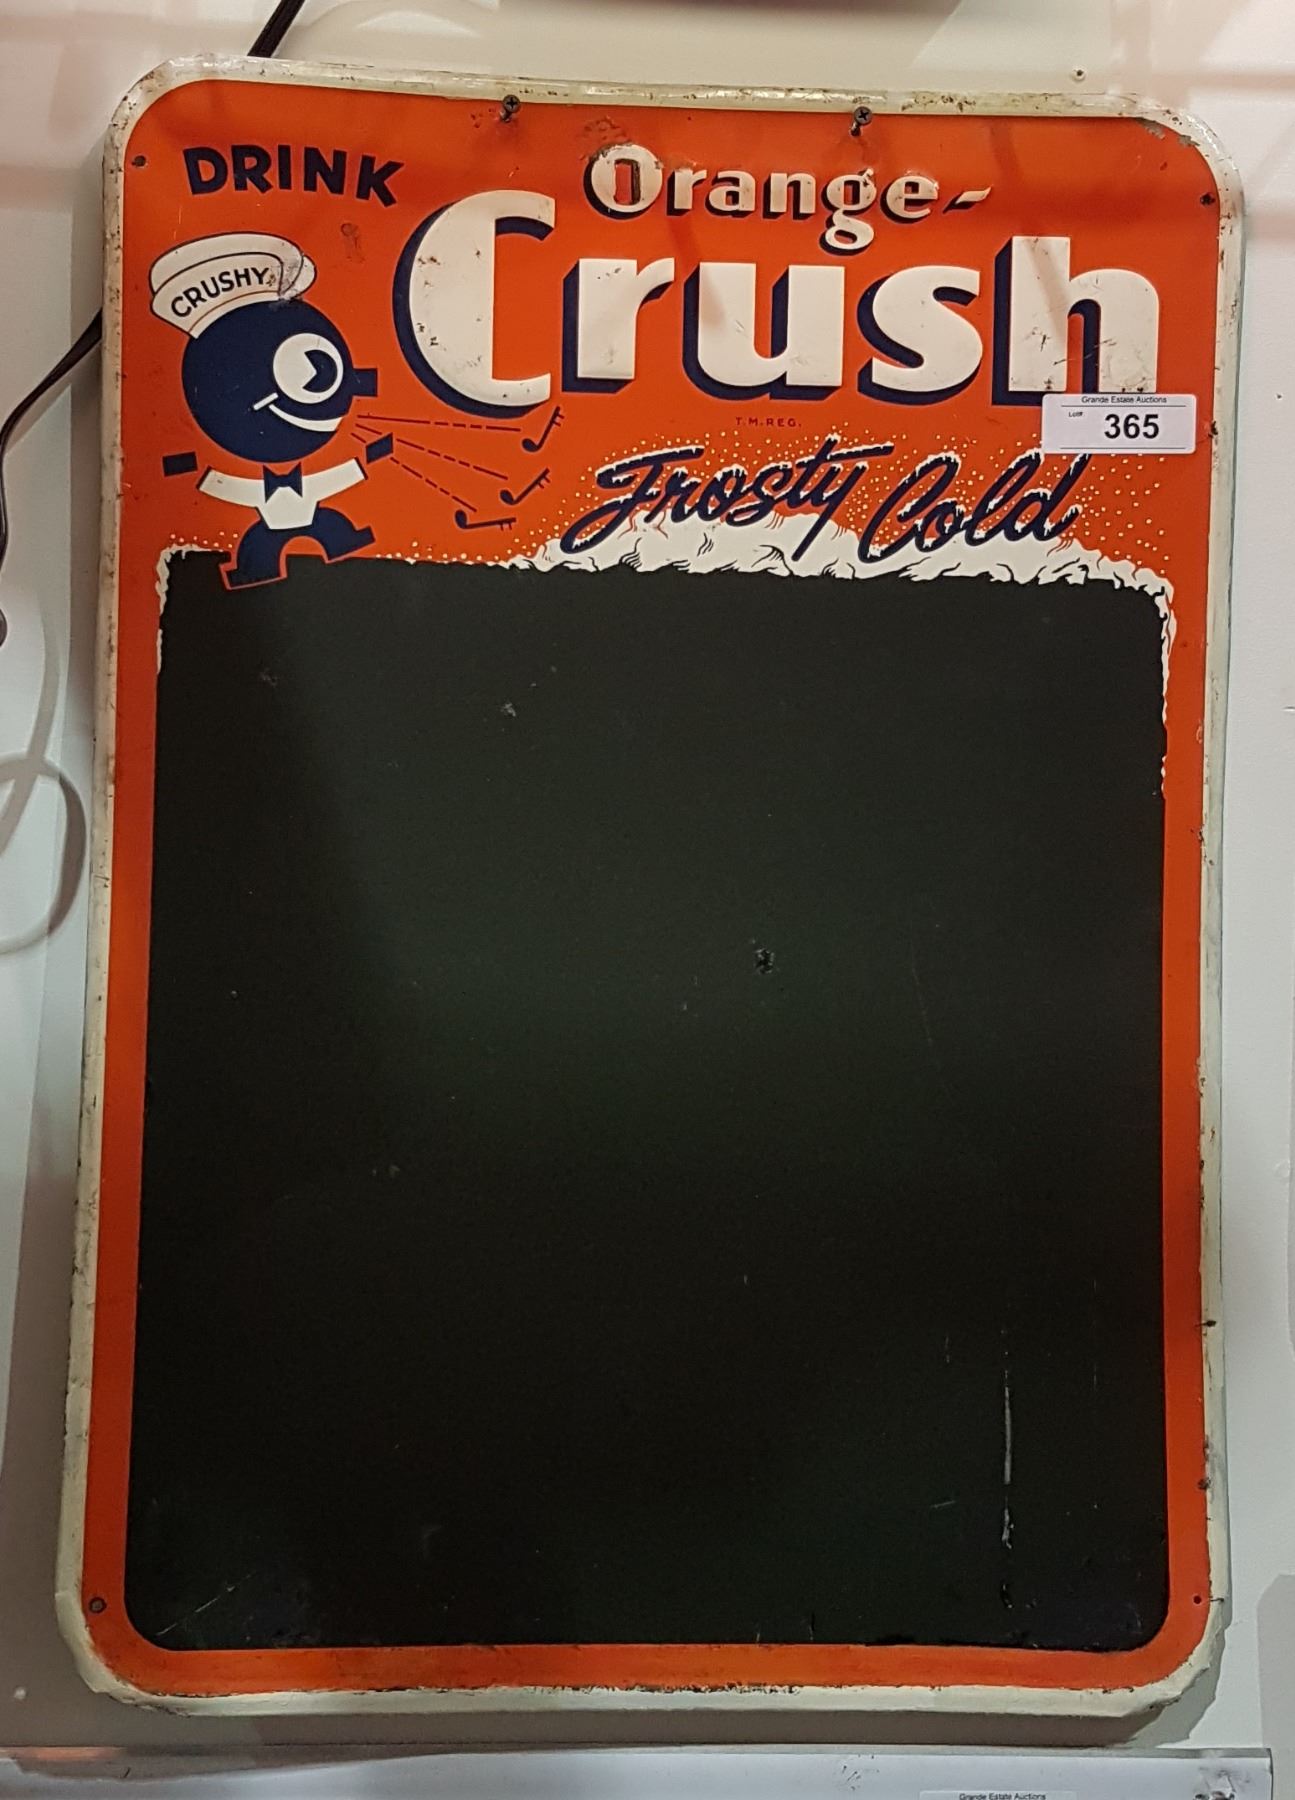 DRINK
Orange-
Crush
CRUSHY
T.M.REG.
Grande Estate Auctions
Lot#:
365
Frosty Cold
Grande Estate Auctions